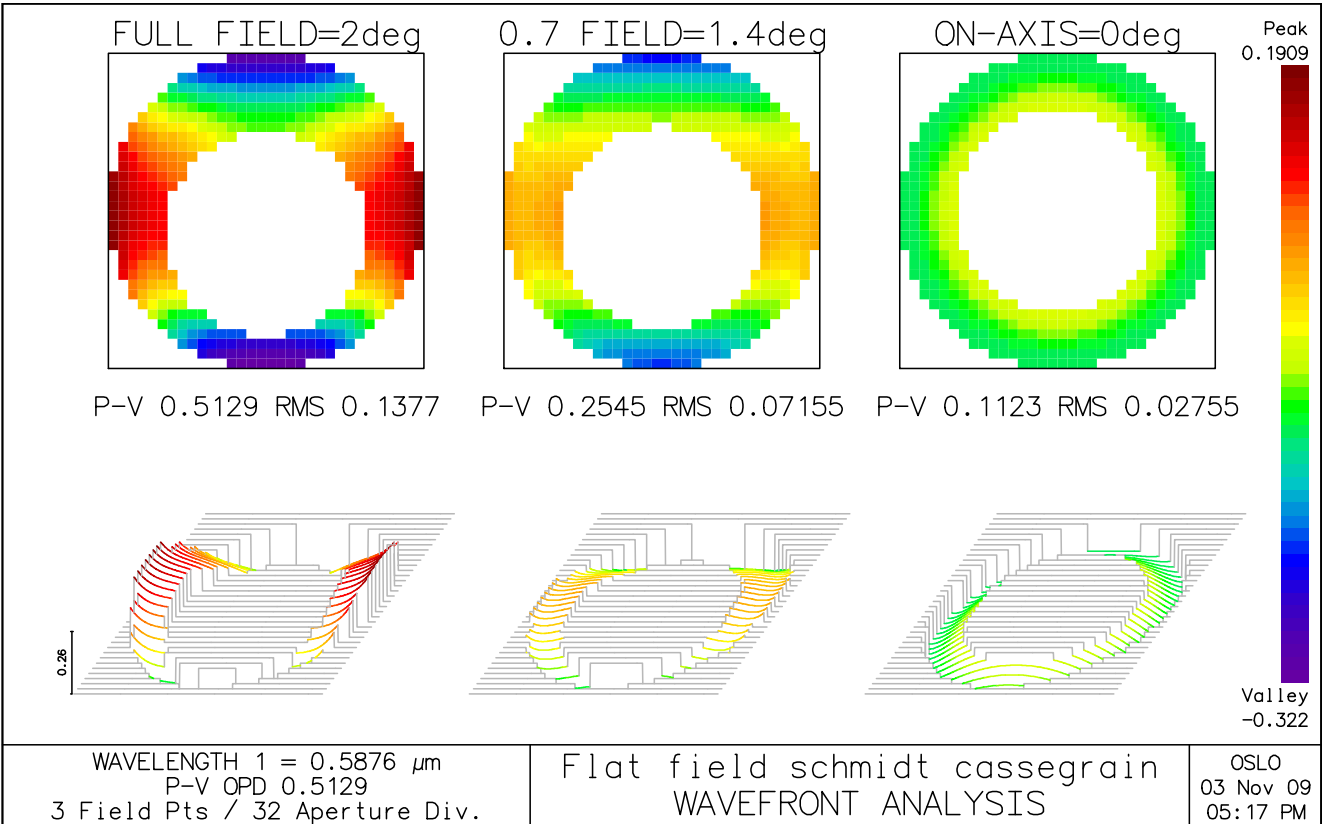 FULL FIELD=2deg
0.7 FIELD=1.4deg
ON-AXIS=0deg
Peak
0.1909
P-V 0.5129 RMS 0.1377
P-V 0.2545 RMS 0.07155
P-V 0.1123 RMS 0.02755
0.26
Valley
-0.322
WAVELENGTH 1 = 0.5876 µm
P-V OPD 0.5129
3 Field Pts / 32 Aperture Div.
Flat field schmidt cassegrain
WAVEFRONT ANALYSIS
OSLO
03 Nov 09
05:17 PM